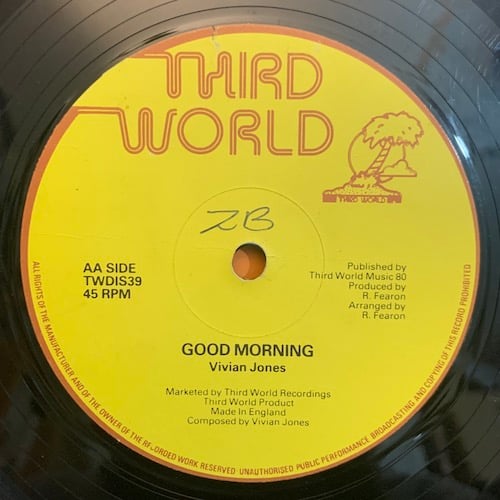 THIRD
WORLD
THIRD WORLD
ZB
AA SIDE
TWDIS39
45 RPM
Published by
Third World Music 80
Produced by
R. Fearon
Arranged by
R. Fearon
GOOD MORNING
Vivian Jones
Marketed by Third World Recordings
Third World Product
Made In England
Composed by Vivian Jones
ALL RIGHTS OF THE MANUFACTURER AND OF THE OWNER OF THE RECORDED WORK RESERVED UNAUTHORISED PUBLIC PERFORMANCE BROADCASTING AND COPYING OF THIS RECORD PROHIBITED